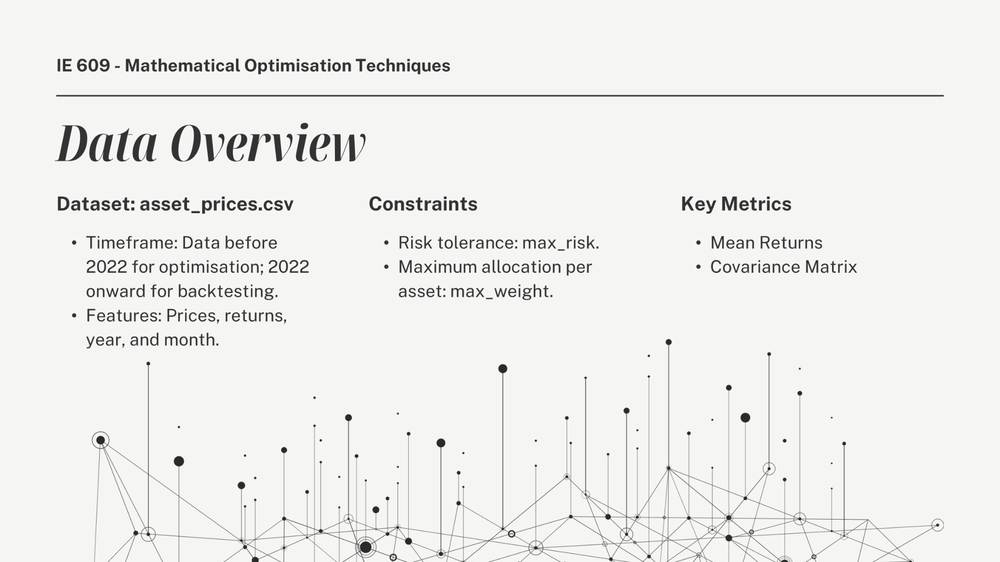 IE 609 - Mathematical Optimisation Techniques
Data Overview
Dataset: asset_prices.csv
• Timeframe: Data before
2022 for optimisation; 2022
onward for backtesting.
• Features: Prices, returns,
year, and month.
Constraints
• Risk tolerance: max_risk.
• Maximum allocation per
asset: max_weight.
Key Metrics
• Mean Returns
• Covariance Matrix